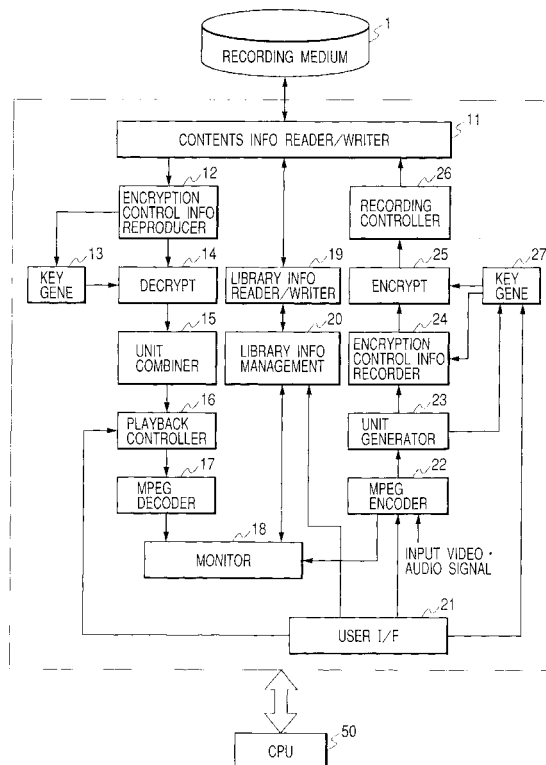 1
RECORDING MEDIUM
11
CONTENTS INFO READER/WRITER
12
ENCRYPTION
CONTROL INFO
REPRODUCER
26
RECORDING
CONTROLLER
13
KEY
GENE
14
DECRYPT
19
LIBRARY INFO
READER/WRITER
25
ENCRYPT
27
KEY
GENE
15
UNIT
COMBINER
20
LIBRARY INFO
MANAGEMENT
24
ENCRYPTION
CONTROL INFO
RECORDER
16
PLAYBACK
CONTROLLER
23
UNIT
GENERATOR
17
MPEG
DECODER
22
MPEG
ENCODER
18
MONITOR
INPUT VIDEO・
AUDIO SIGNAL
21
USER I/F
50
CPU